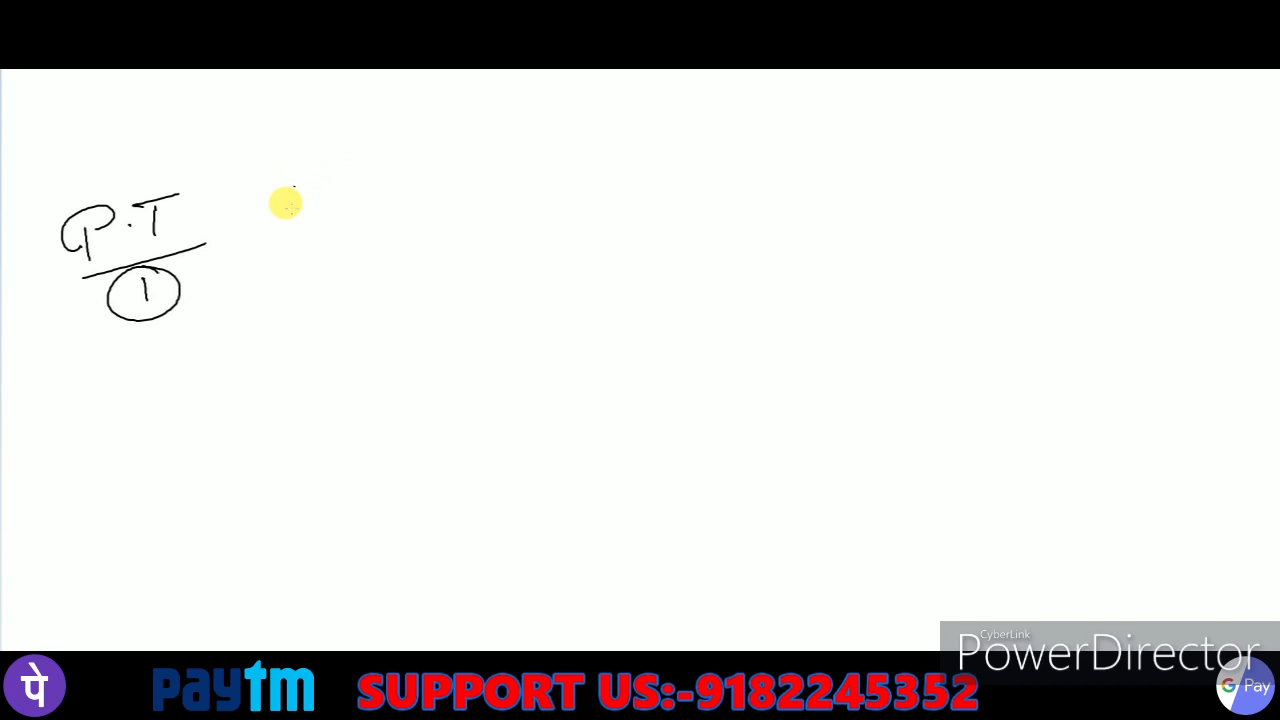 P.T
1
CyberLink
PowerDirector
पे
paytm
SUPPORT US:-9182245352
G Pay